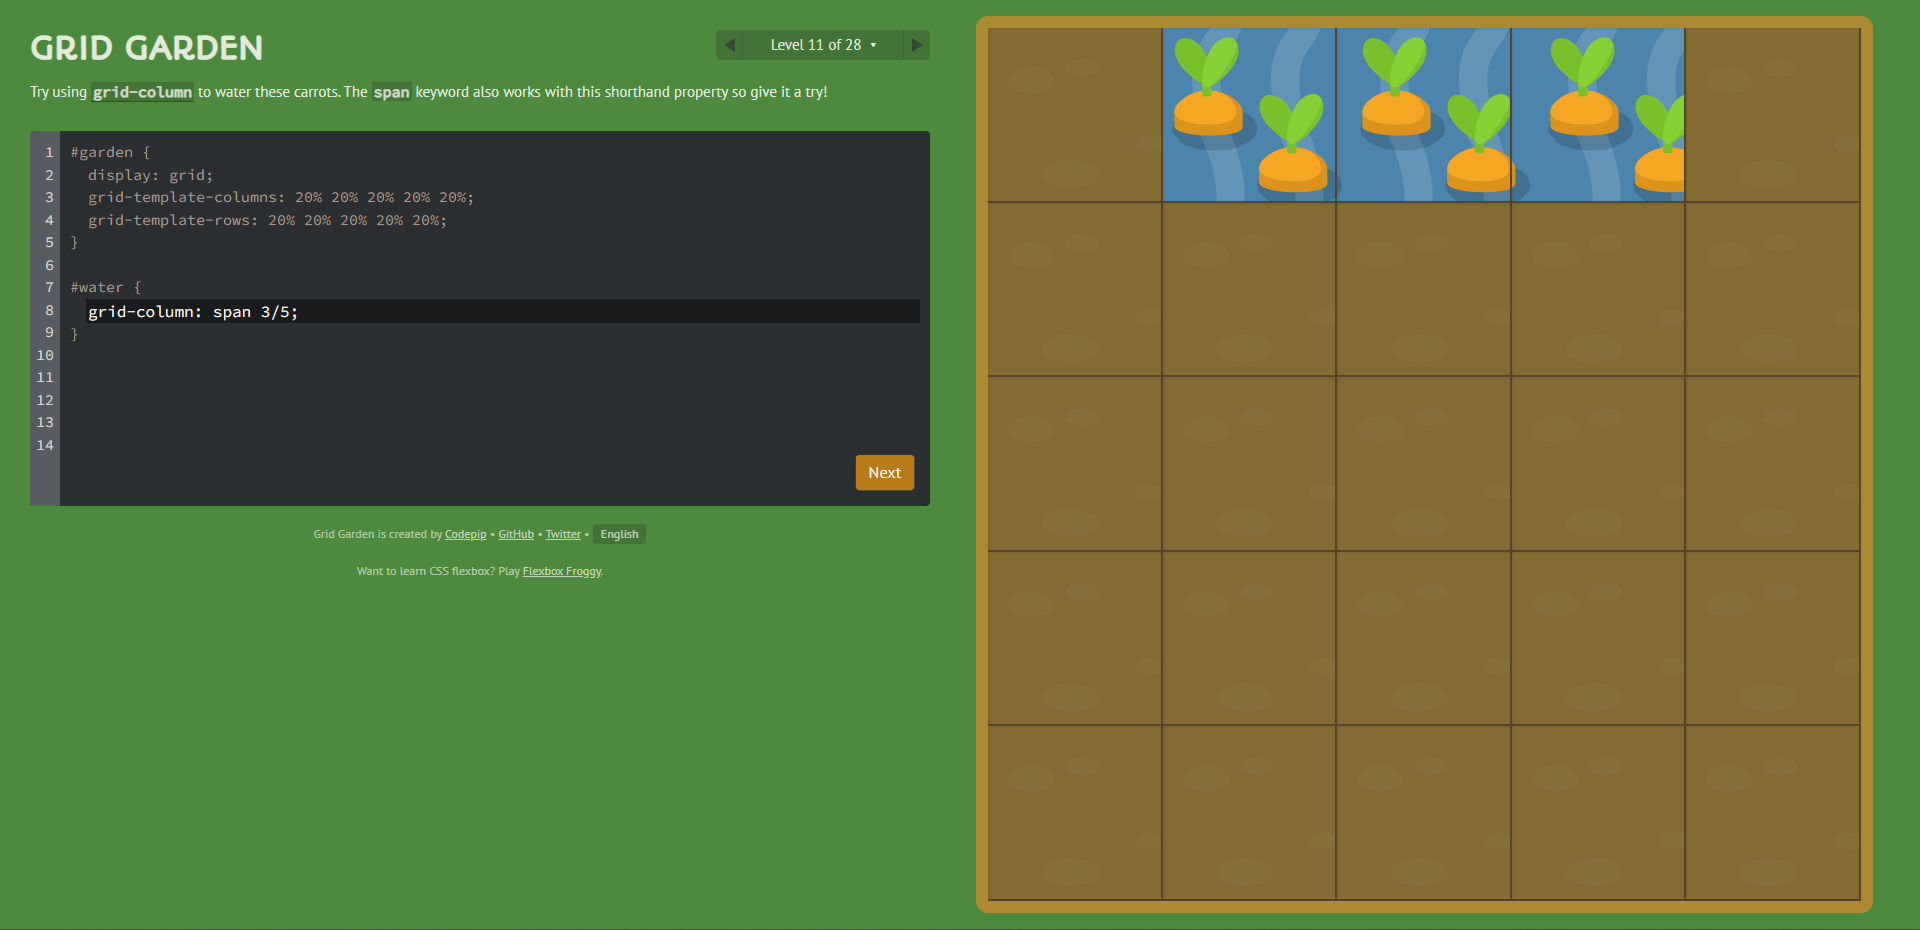 GRID GARDEN
◀ Level 11 of 28 ▾ ▶
Try using grid-column to water these carrots. The span keyword also works with this shorthand property so give it a try!
1 #garden {
2   display: grid;
3   grid-template-columns: 20% 20% 20% 20% 20%;
4   grid-template-rows: 20% 20% 20% 20% 20%;
5 }
6
7 #water {
8   grid-column: span 3/5;
9 }
10
11
12
13
14
Next
Grid Garden is created by Codepip • GitHub • Twitter • English
Want to learn CSS flexbox? Play Flexbox Froggy.